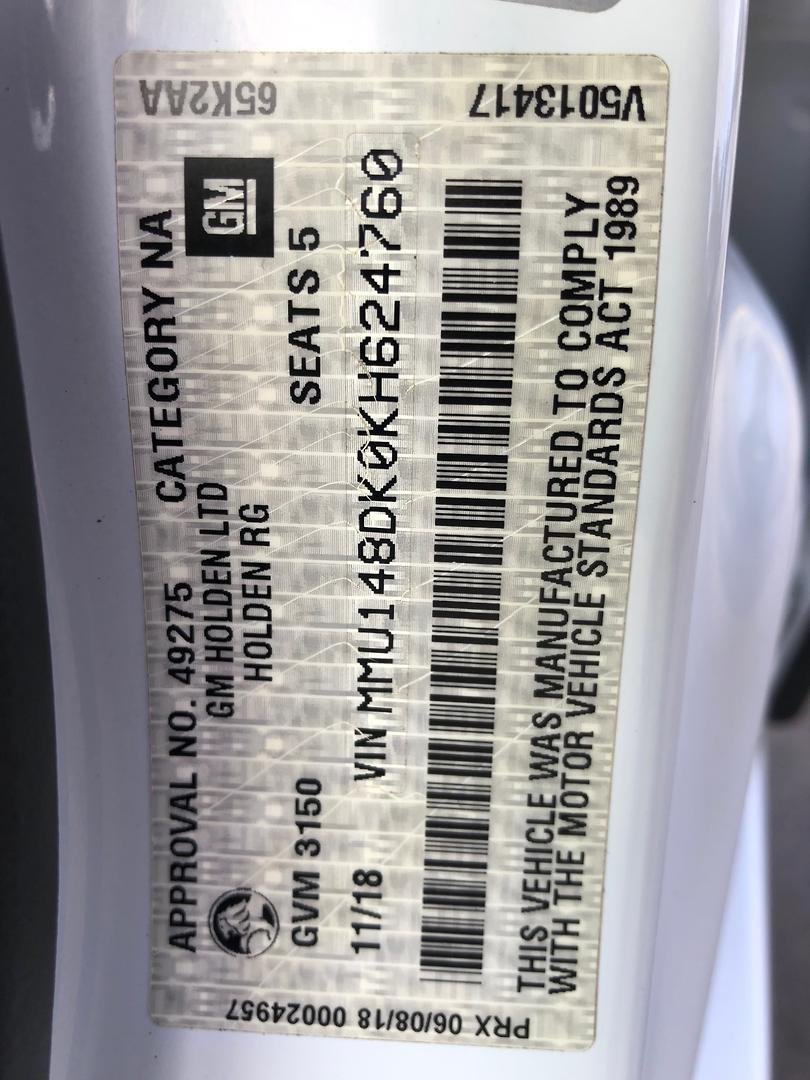 APPROVAL NO. 49275 CATEGORY NA
GM HOLDEN LTD
HOLDEN RG
GM
GVM 3150 SEATS 5
11/18 VIN MMU148DK0KH624760
THIS VEHICLE WAS MANUFACTURED TO COMPLY
WITH THE MOTOR VEHICLE STANDARDS ACT 1989
65K2AA V5013417
PRX 06/08/18 00024957